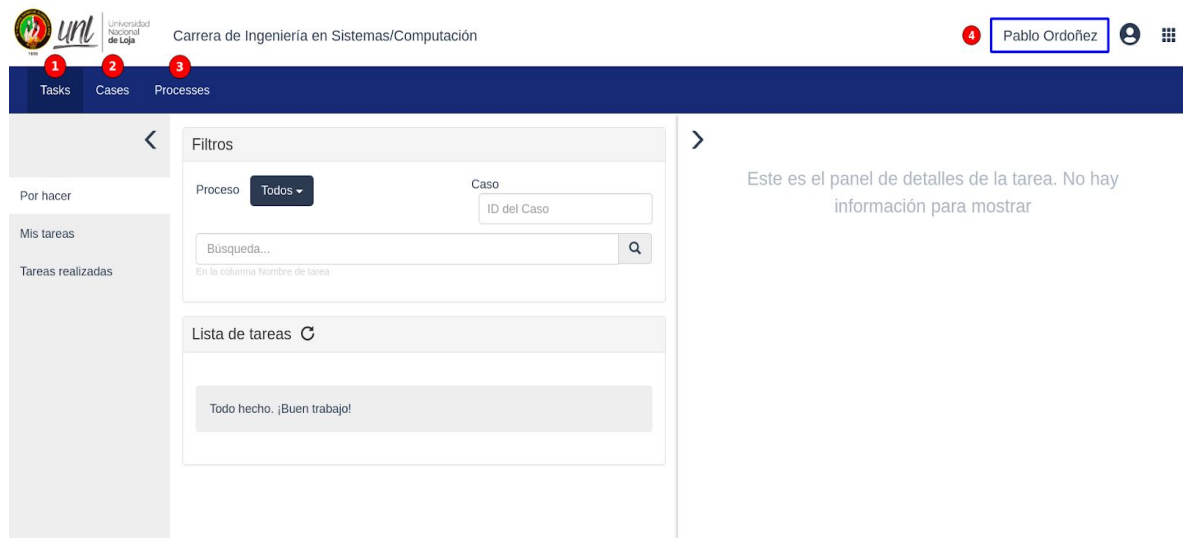 unl
Universidad
Nacional
de Loja
1859
Carrera de Ingeniería en Sistemas/Computación
4
Pablo Ordoñez
1
2
3
Tasks
Cases
Processes
Por hacer
Mis tareas
Tareas realizadas
Filtros
Proceso
Todos
Caso
ID del Caso
Búsqueda...
En la columna Nombre de tarea
Lista de tareas
Todo hecho. ¡Buen trabajo!
Este es el panel de detalles de la tarea. No hay
información para mostrar